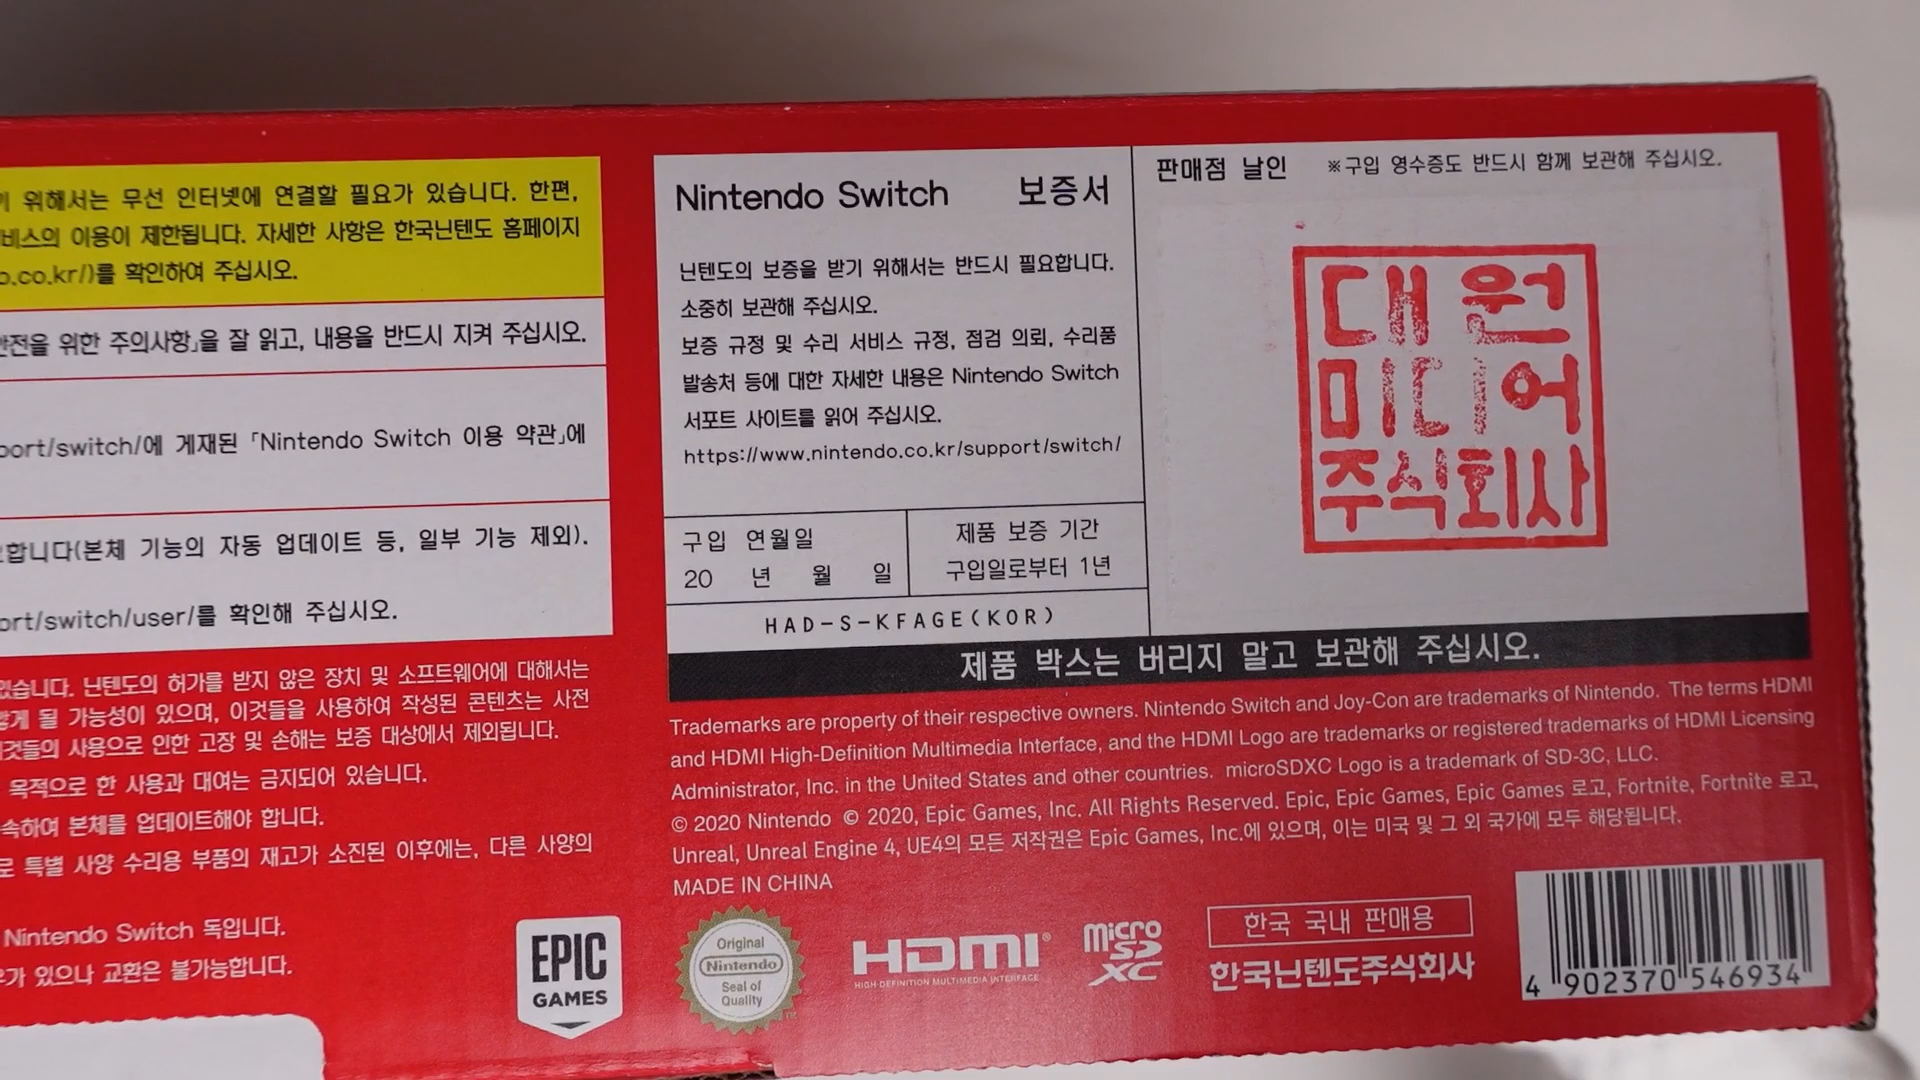 위해서는 무선 인터넷에 연결할 필요가 있습니다. 한편,
비스의 이용이 제한됩니다. 자세한 사항은 한국닌텐도 홈페이지
o.co.kr/)를 확인하여 주십시오.
안전을 위한 주의사항」을 잘 읽고, 내용을 반드시 지켜 주십시오.
port/switch/에 게재된 「Nintendo Switch 이용 약관」에
합니다(본체 기능의 자동 업데이트 등, 일부 기능 제외).
ort/switch/user/를 확인해 주십시오.
있습니다. 닌텐도의 허가를 받지 않은 장치 및 소프트웨어에 대해서는
게 될 가능성이 있으며, 이것들을 사용하여 작성된 콘텐츠는 사전
것들의 사용으로 인한 고장 및 손해는 보증 대상에서 제외됩니다.
목적으로 한 사용과 대여는 금지되어 있습니다.
속하여 본체를 업데이트해야 합니다.
로 특별 사양 수리용 부품의 재고가 소진된 이후에는, 다른 사양의
Nintendo Switch 독입니다.
가 있으나 교환은 불가능합니다.
EPIC
GAMES
Nintendo Switch 보증서
닌텐도의 보증을 받기 위해서는 반드시 필요합니다.
소중히 보관해 주십시오.
보증 규정 및 수리 서비스 규정, 점검 의뢰, 수리품
발송처 등에 대한 자세한 내용은 Nintendo Switch
서포트 사이트를 읽어 주십시오.
https://www.nintendo.co.kr/support/switch/
구입 연월일
20 년 월 일
제품 보증 기간
구입일로부터 1년
HAD-S-KFAGE(KOR)
판매점 날인 ※구입 영수증도 반드시 함께 보관해 주십시오.
대원
미디어
주식회사
제품 박스는 버리지 말고 보관해 주십시오.
Trademarks are property of their respective owners. Nintendo Switch and Joy-Con are trademarks of Nintendo. The terms HDMI
and HDMI High-Definition Multimedia Interface, and the HDMI Logo are trademarks or registered trademarks of HDMI Licensing
Administrator, Inc. in the United States and other countries. microSDXC Logo is a trademark of SD-3C, LLC.
© 2020 Nintendo © 2020, Epic Games, Inc. All Rights Reserved. Epic, Epic Games, Epic Games 로고, Fortnite, Fortnite 로고,
Unreal, Unreal Engine 4, UE4의 모든 저작권은 Epic Games, Inc.에 있으며, 이는 미국 및 그 외 국가에 모두 해당됩니다.
MADE IN CHINA
Original
Nintendo
Seal of
Quality
TM
HDMI®
HIGH-DEFINITION MULTIMEDIA INTERFACE
micro
SD
XC
한국 국내 판매용
한국닌텐도주식회사
4 902370 546934